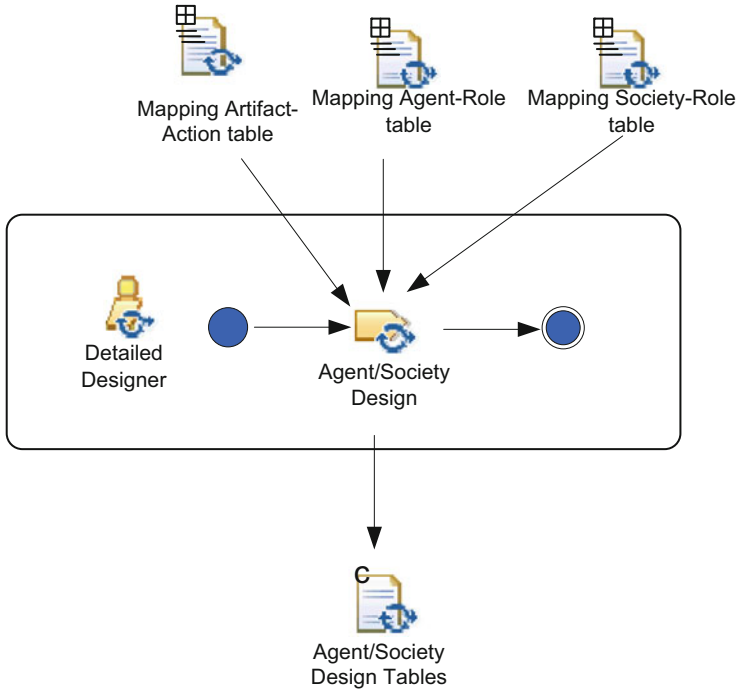 Mapping Artifact-
Action table
Mapping Agent-Role
table
Mapping Society-Role
table
Detailed
Designer
Agent/Society
Design
C
Agent/Society
Design Tables